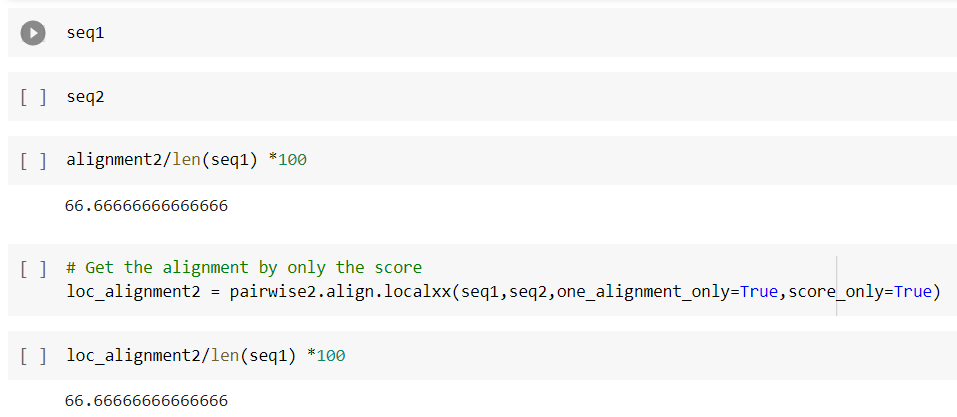 seq1
[ ] seq2
[ ] alignment2/len(seq1) *100
66.66666666666666
[ ] # Get the alignment by only the score
loc_alignment2 = pairwise2.align.localxx(seq1,seq2,one_alignment_only=True,score_only=True)
[ ] loc_alignment2/len(seq1) *100
66.66666666666666